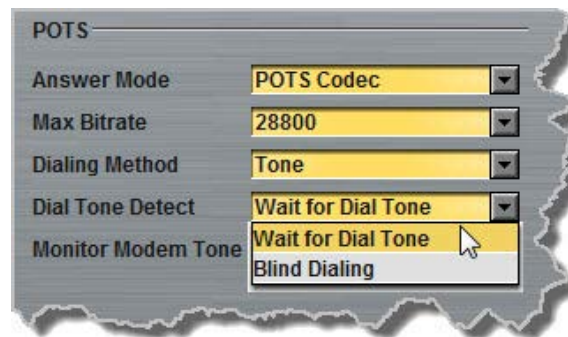 POTS
Answer Mode POTS Codec
Max Bitrate 28800
Dialing Method Tone
Dial Tone Detect Wait for Dial Tone
Monitor Modem Tone Wait for Dial Tone
Blind Dialing